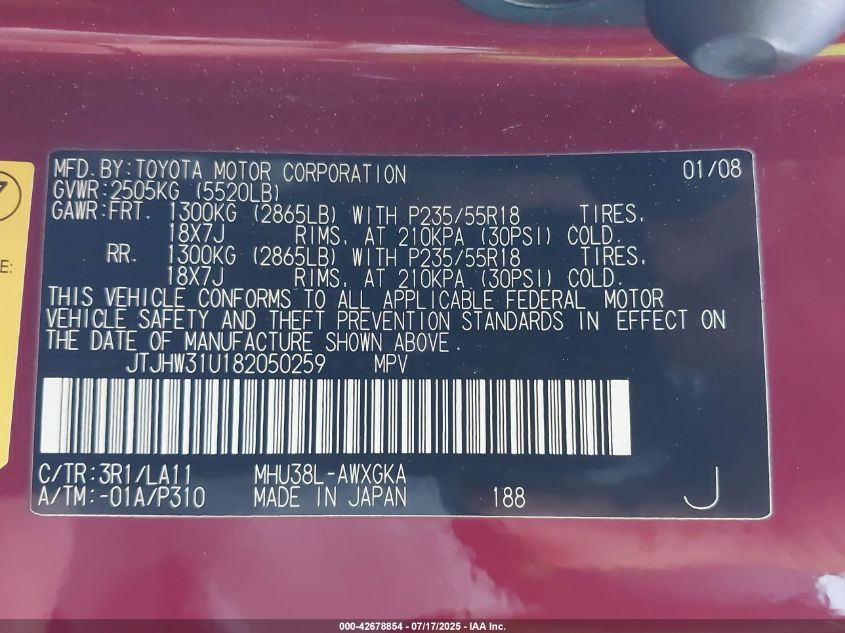 MFD. BY: TOYOTA MOTOR CORPORATION 01/08
GVWR: 2505KG (5520LB)
GAWR: FRT. 1300KG (2865LB) WITH P235/55R18 TIRES,
18X7J RIMS, AT 210KPA (30PSI) COLD.
RR. 1300KG (2865LB) WITH P235/55R18 TIRES,
18X7J RIMS, AT 210KPA (30PSI) COLD.
THIS VEHICLE CONFORMS TO ALL APPLICABLE FEDERAL MOTOR
VEHICLE SAFETY AND THEFT PREVENTION STANDARDS IN EFFECT ON
THE DATE OF MANUFACTURE SHOWN ABOVE.
JTJHW31U182050259 MPV
C/TR: 3R1/LA11 MHU38L-AWXGKA
A/TM: -01A/P310 MADE IN JAPAN 188 J
7
E:
000-42678854 / 07/17/2025 - IAA Inc.